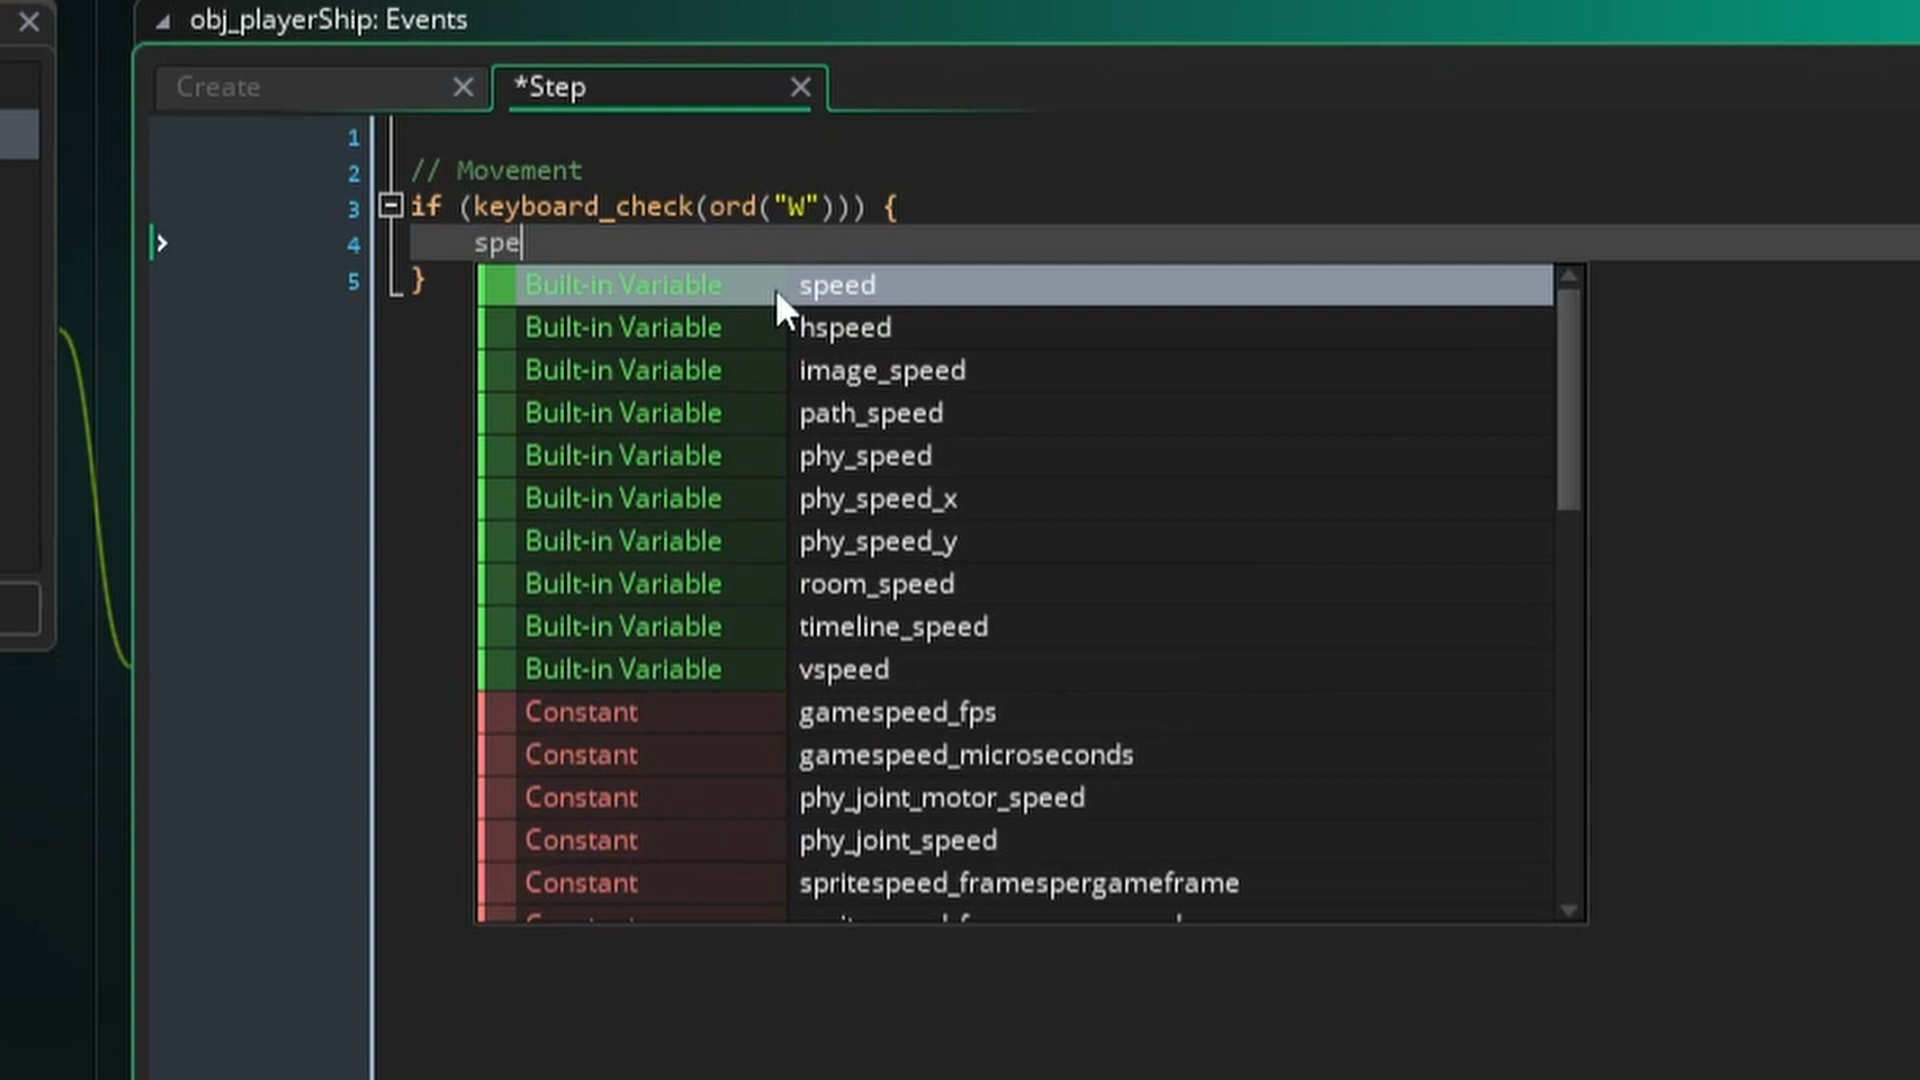 obj_playerShip: Events
Create
*Step
1
2 // Movement
3 if (keyboard_check(ord("W"))) {
4 spe
5 }
Built-in Variable speed
Built-in Variable hspeed
Built-in Variable image_speed
Built-in Variable path_speed
Built-in Variable phy_speed
Built-in Variable phy_speed_x
Built-in Variable phy_speed_y
Built-in Variable room_speed
Built-in Variable timeline_speed
Built-in Variable vspeed
Constant gamespeed_fps
Constant gamespeed_microseconds
Constant phy_joint_motor_speed
Constant phy_joint_speed
Constant spritespeed_framespergameframe